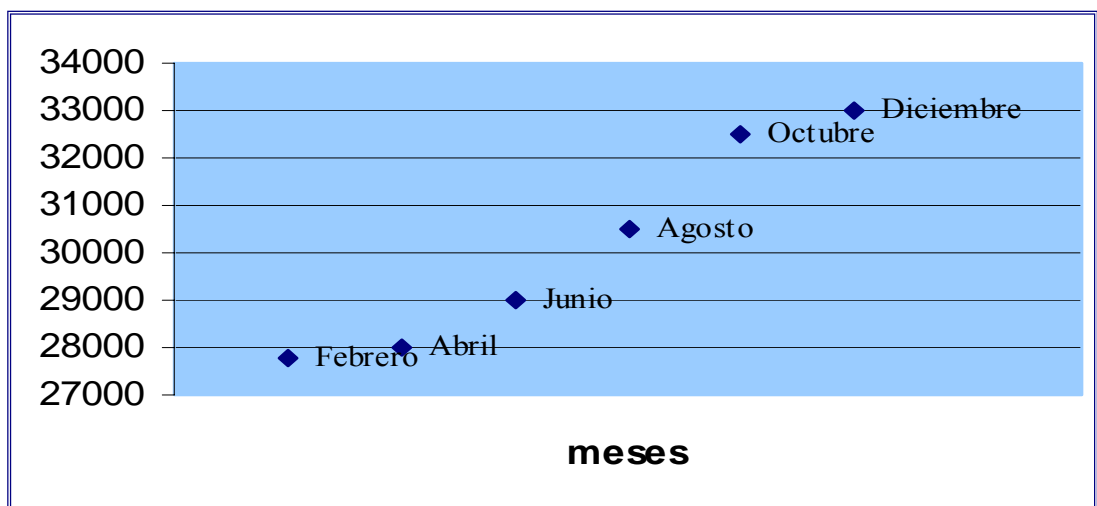 34000
33000
32000
31000
30000
29000
28000
27000
Diciembre
Octubre
Agosto
Junio
Abril
Febrero
meses